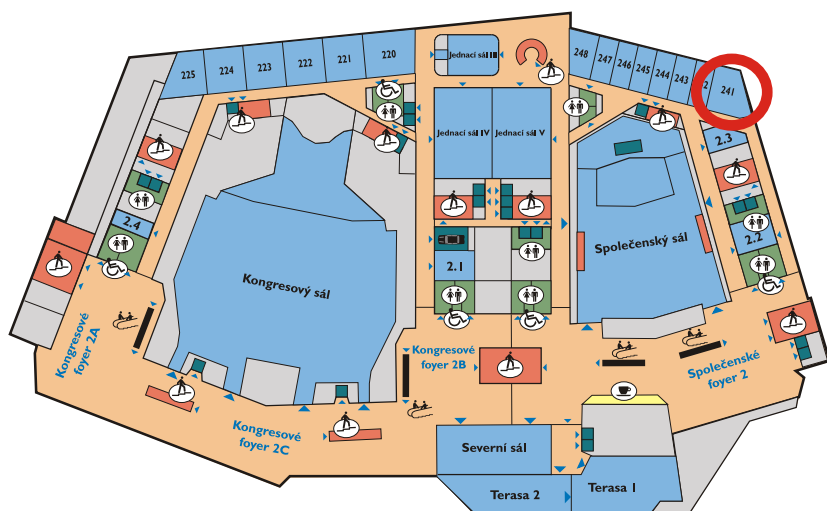 220
221
222
223
224
225
Jednací sál III
248
247
246
245
244
243
2
241
Jednací sál IV
Jednací sál V
2.3
2.4
2.2
2.1
Společenský sál
Kongresový sál
Kongresové
foyer 2A
Kongresové
foyer 2B
Společenské
foyer 2
Kongresové
foyer 2C
Severní sál
Terasa 2
Terasa 1